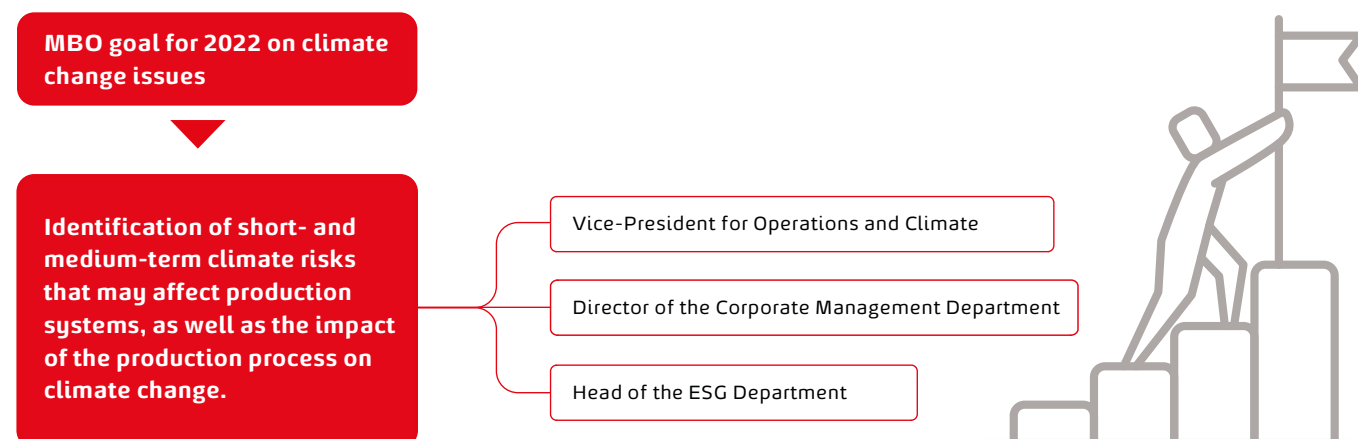 MBO goal for 2022 on climate
change issues
Identification of short- and
medium-term climate risks
that may affect production
systems, as well as the impact
of the production process on
climate change.
Vice-President for Operations and Climate
Director of the Corporate Management Department
Head of the ESG Department